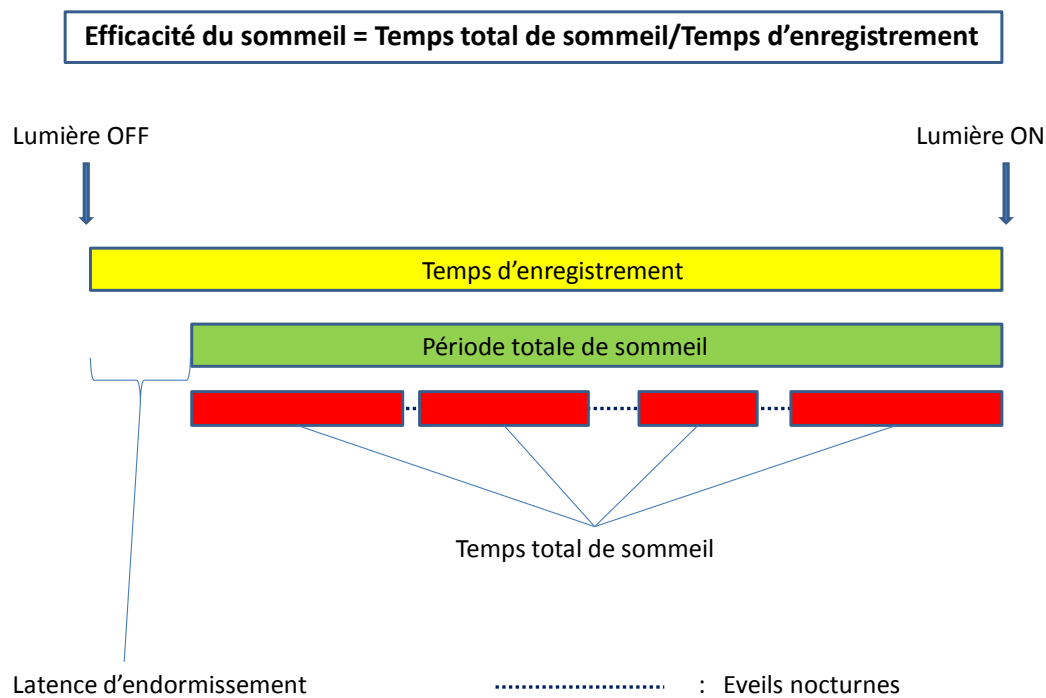 Efficacité du sommeil = Temps total de sommeil/Temps d’enregistrement
Lumière OFF
Lumière ON
Temps d’enregistrement
Période totale de sommeil
Temps total de sommeil
Latence d’endormissement
: Eveils nocturnes